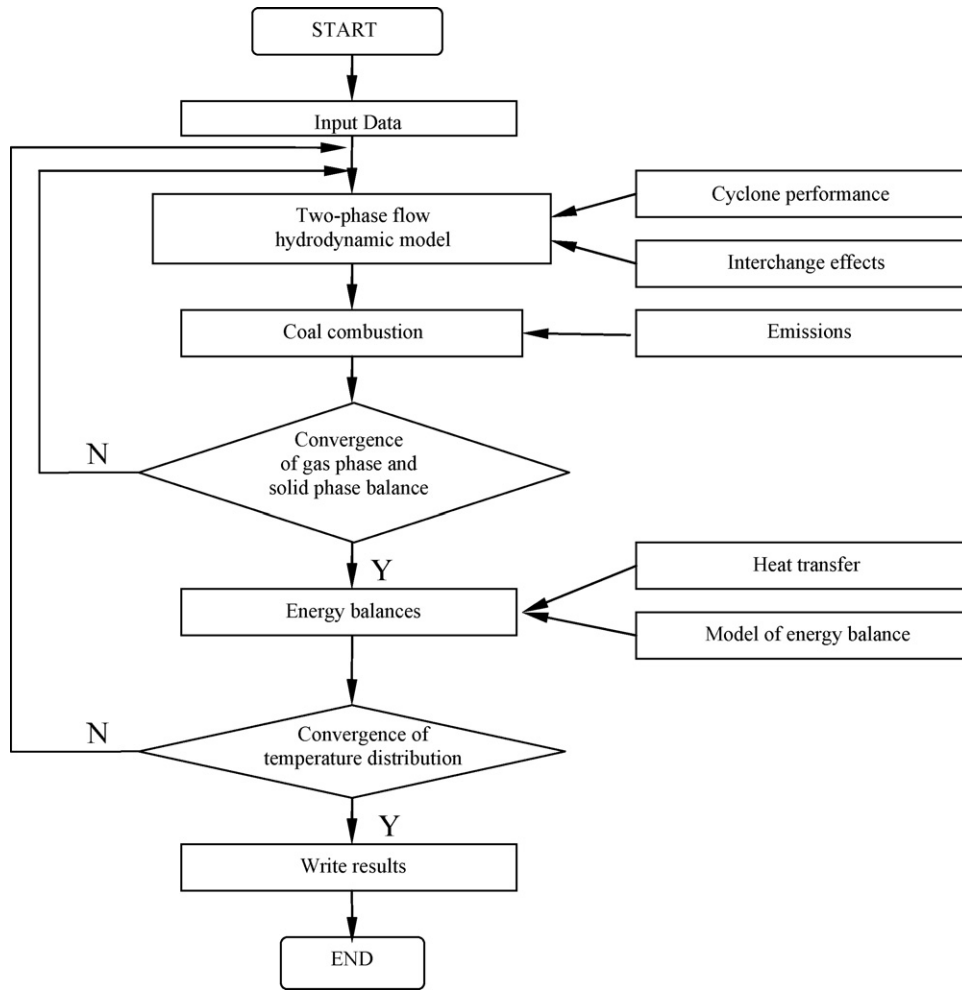 START
Input Data
Two-phase flow
hydrodynamic model
Cyclone performance
Interchange effects
Coal combustion
Emissions
Convergence
of gas phase and
solid phase balance
N
Y
Heat transfer
Energy balances
Model of energy balance
Convergence of
temperature distribution
N
Y
Write results
END